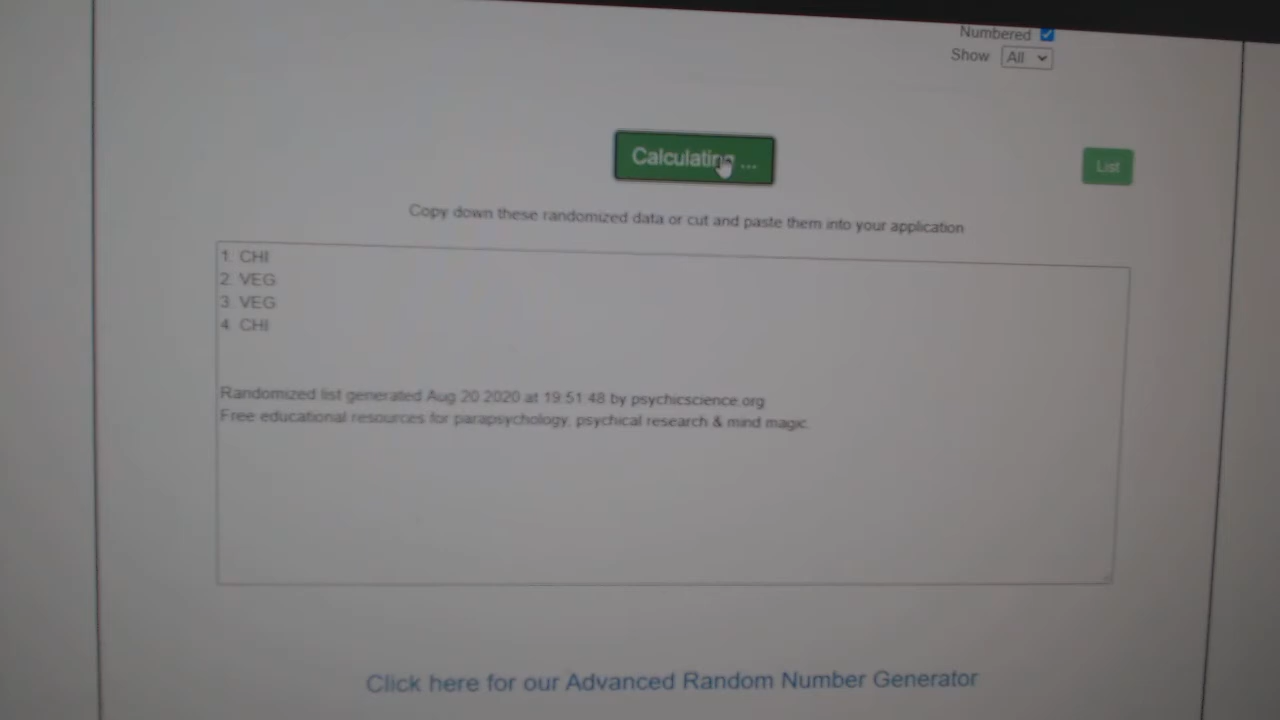 Numbered
Show All
Calculating ...
List
Copy down these randomized data or cut and paste them into your application
1. CHI
2. VEG
3. VEG
4. CHI
Randomized list generated Aug 20 2020 at 19:51:48 by psychicscience.org
Free educational resources for parapsychology, psychical research & mind magic.
Click here for our Advanced Random Number Generator